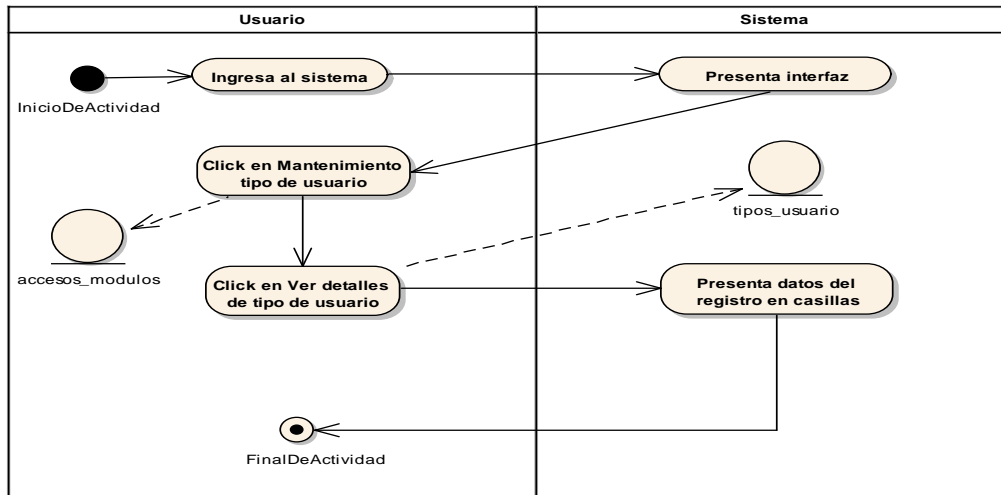 Usuario
Sistema
Ingresa al sistema
Presenta interfaz
InicioDeActividad
Click en Mantenimiento
tipo de usuario
tipos_usuario
accesos_modulos
Click en Ver detalles
de tipo de usuario
Presenta datos del
registro en casillas
FinalDeActividad